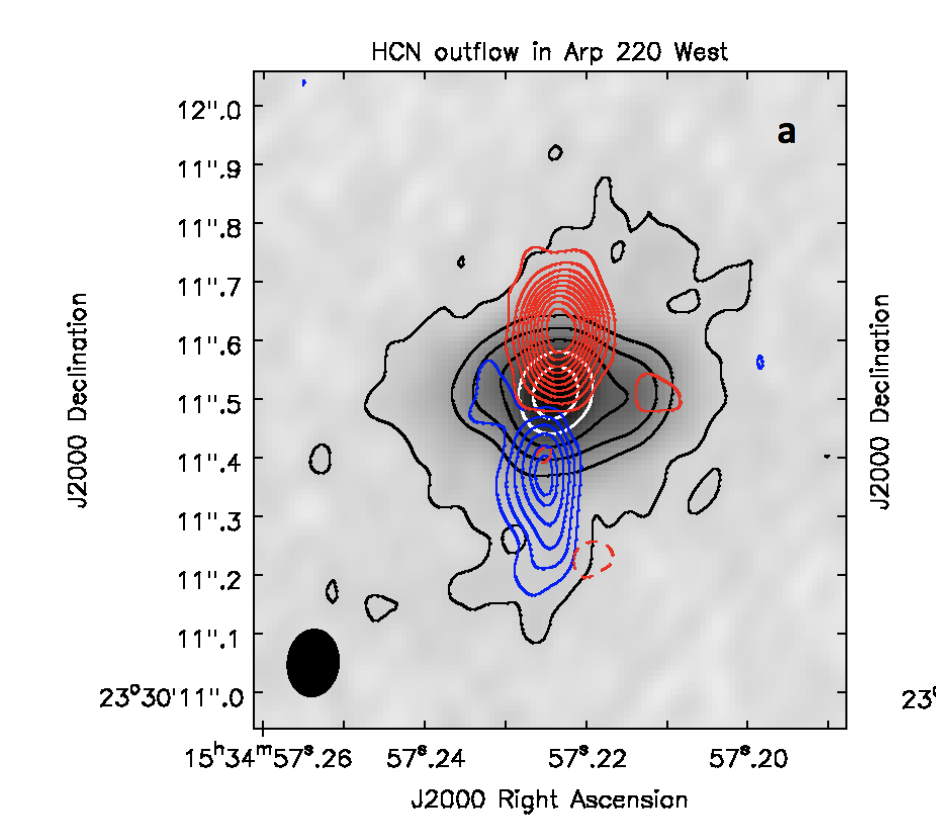 HCN outflow in Arp 220 West
a
12".0
11".9
11".8
11".7
11".6
11".5
11".4
11".3
11".2
11".1
23°30'11".0
J2000 Declination
J2000 Declination
15ʰ34ᵐ57ˢ.26 57ˢ.24 57ˢ.22 57ˢ.20
J2000 Right Ascension